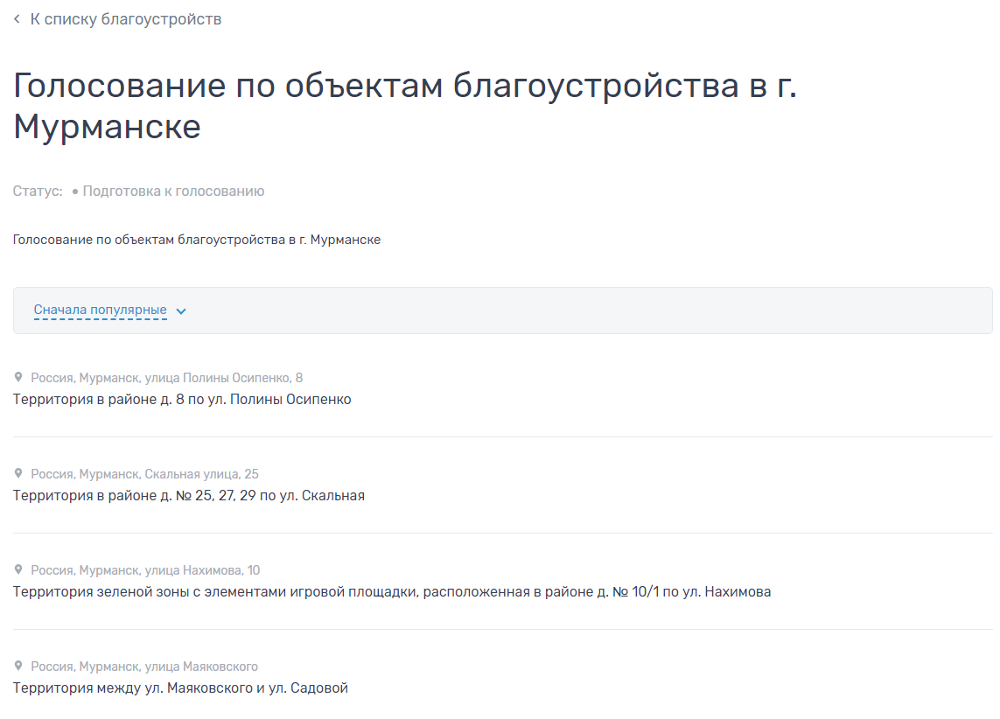 К списку благоустройств
Голосование по объектам благоустройства в г.
Мурманске
Статус: • Подготовка к голосованию
Голосование по объектам благоустройства в г. Мурманске
Сначала популярные
Россия, Мурманск, улица Полины Осипенко, 8
Территория в районе д. 8 по ул. Полины Осипенко
Россия, Мурманск, Скальная улица, 25
Территория в районе д. № 25, 27, 29 по ул. Скальная
Россия, Мурманск, улица Нахимова, 10
Территория зеленой зоны с элементами игровой площадки, расположенная в районе д. № 10/1 по ул. Нахимова
Россия, Мурманск, улица Маяковского
Территория между ул. Маяковского и ул. Садовой